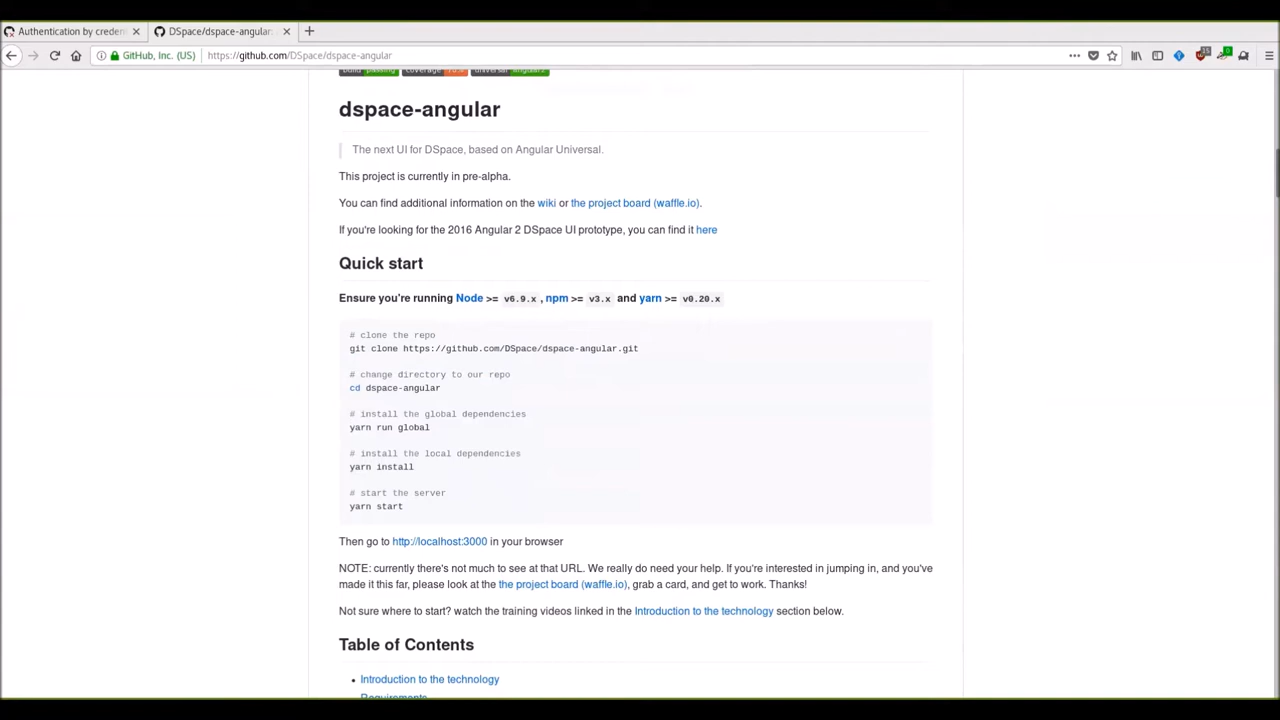 Authentication by creden
DSpace/dspace-angular:
GitHub, Inc. (US)
https://github.com/DSpace/dspace-angular
15
0
build passing coverage universal angular2
dspace-angular
The next UI for DSpace, based on Angular Universal.
This project is currently in pre-alpha.
You can find additional information on the wiki or the project board (waffle.io).
If you're looking for the 2016 Angular 2 DSpace UI prototype, you can find it here
Quick start
Ensure you're running Node >= v6.9.x , npm >= v3.x and yarn >= v0.20.x
# clone the repo
git clone https://github.com/DSpace/dspace-angular.git
# change directory to our repo
cd dspace-angular
# install the global dependencies
yarn run global
# install the local dependencies
yarn install
# start the server
yarn start
Then go to http://localhost:3000 in your browser
NOTE: currently there's not much to see at that URL. We really do need your help. If you're interested in jumping in, and you've
made it this far, please look at the the project board (waffle.io), grab a card, and get to work. Thanks!
Not sure where to start? watch the training videos linked in the Introduction to the technology section below.
Table of Contents
Introduction to the technology
Requirements